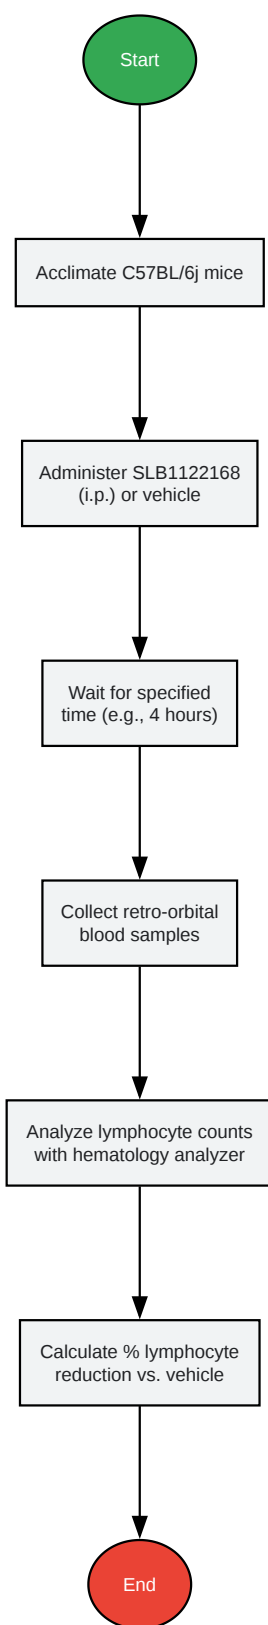 Start
Acclimate C57BL/6j mice
Administer SLB1122168
(i.p.) or vehicle
Wait for specified
time (e.g., 4 hours)
Collect retro-orbital
blood samples
Analyze lymphocyte counts
with hematology analyzer
Calculate % lymphocyte
reduction vs. vehicle
End